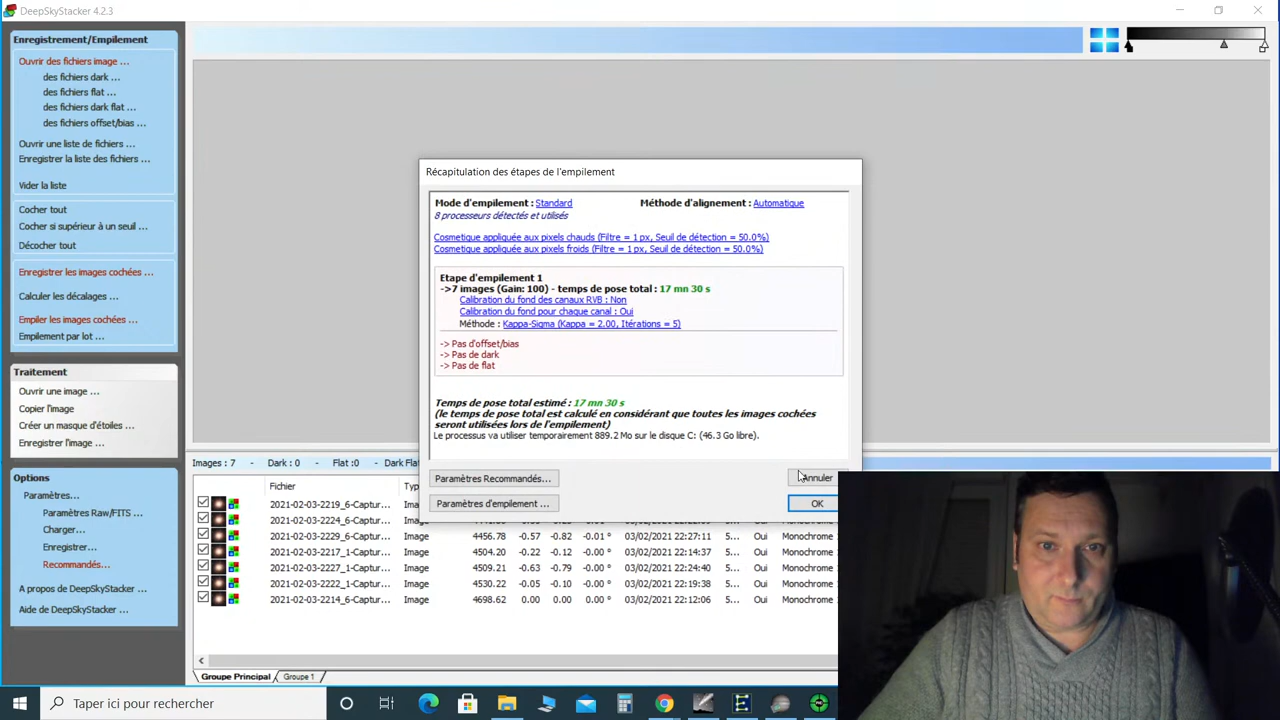 DeepSkyStacker 4.2.3
Enregistrement/Empilement
Ouvrir des fichiers image ...
des fichiers dark ...
des fichiers flat ...
des fichiers dark flat ...
des fichiers offset/bias ...
Ouvrir une liste de fichiers ...
Enregistrer la liste des fichiers ...
Vider la liste
Cocher tout
Cocher si supérieur à un seuil ...
Décocher tout
Enregistrer les images cochées ...
Calculer les décalages ...
Empiler les images cochées ...
Empilement par lot ...
Traitement
Ouvrir une image ...
Copier l'image
Créer un masque d'étoiles ...
Enregistrer l'image ...
Options
Paramètres...
Paramètres Raw/FITS ...
Charger...
Enregistrer...
Recommandés...
A propos de DeepSkyStacker ...
Aide de DeepSkyStacker ...
Récapitulation des étapes de l'empilement
Mode d'empilement : Standard Méthode d'alignement : Automatique
8 processeurs détectés et utilisés
Cosmetique appliquée aux pixels chauds (Filtre = 1 px, Seuil de détection = 50.0%)
Cosmetique appliquée aux pixels froids (Filtre = 1 px, Seuil de détection = 50.0%)
Etape d'empilement 1
->7 images (Gain: 100) - temps de pose total : 17 mn 30 s
Calibration du fond des canaux RVB : Non
Calibration du fond pour chaque canal : Oui
Méthode : Kappa-Sigma (Kappa = 2.00, Itérations = 5)
-> Pas d'offset/bias
-> Pas de dark
-> Pas de flat
Temps de pose total estimé : 17 mn 30 s
(le temps de pose total est calculé en considérant que toutes les images cochées
seront utilisées lors de l'empilement)
Le processus va utiliser temporairement 889.2 Mo sur le disque C: (46.3 Go libre).
Paramètres Recommandés... Annuler
Paramètres d'empilement ... OK
Images : 7 - Dark : 0 - Flat :0 - Dark Flat
Fichier Typ
2021-02-03-2219_6-Captur... Image
2021-02-03-2224_6-Captur... Image
2021-02-03-2229_6-Captur... Image 4456.78 -0.57 -0.82 -0.01 ° 03/02/2021 22:27:11 5... Oui Monochrome
2021-02-03-2217_1-Captur... Image 4504.20 -0.22 -0.12 -0.00 ° 03/02/2021 22:14:37 5... Oui Monochrome
2021-02-03-2227_1-Captur... Image 4509.21 -0.63 -0.79 -0.00 ° 03/02/2021 22:24:40 5... Oui Monochrome
2021-02-03-2222_1-Captur... Image 4530.22 -0.05 -0.10 -0.00 ° 03/02/2021 22:19:38 5... Oui Monochrome
2021-02-03-2214_6-Captur... Image 4698.62 0.00 0.00 0.00 ° 03/02/2021 22:12:06 5... Oui Monochrome
Groupe Principal Groupe 1
Taper ici pour rechercher